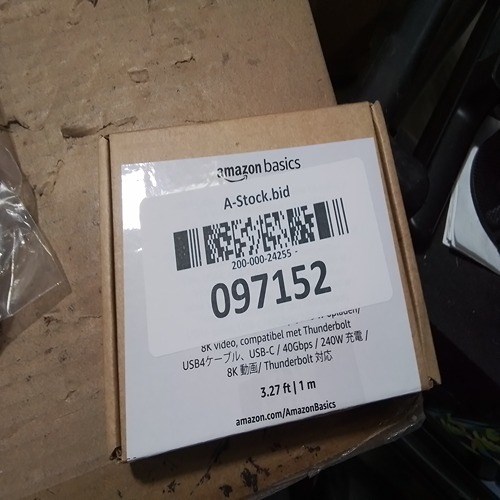 amazon basics
A-Stock.bid
200-000-24255 -
097152
8K video, compatibel met Thunderbolt
USB4ケーブル、USB-C / 40Gbps / 240W 充電 /
8K 動画/ Thunderbolt 対応
3.27 ft | 1 m
amazon.com/AmazonBasics